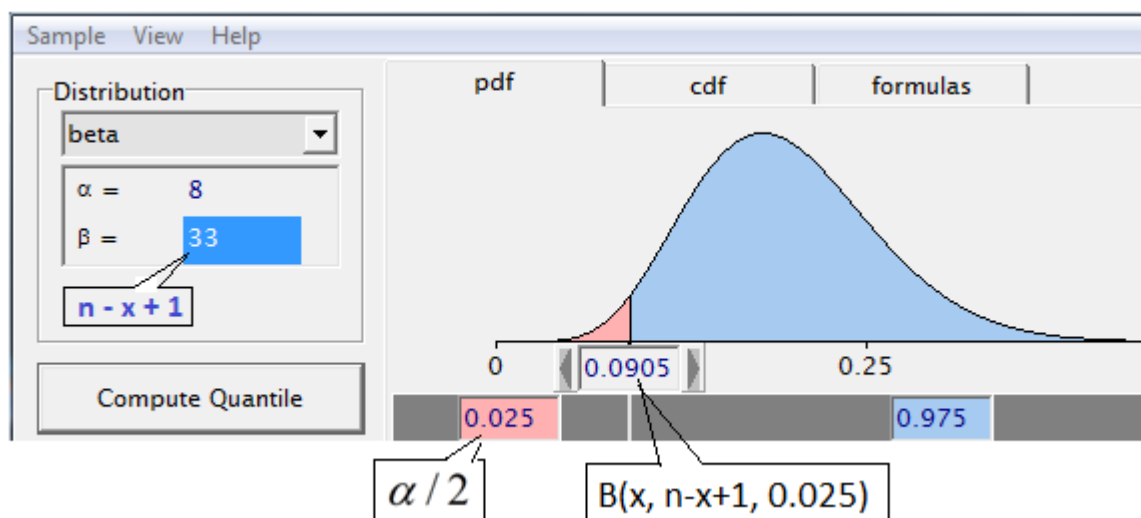 Sample View Help
Distribution
beta
α = 8
β = 33
n - x + 1
Compute Quantile
pdf cdf formulas
0 0.0905 0.25
0.025 0.975
α / 2
B(x, n-x+1, 0.025)